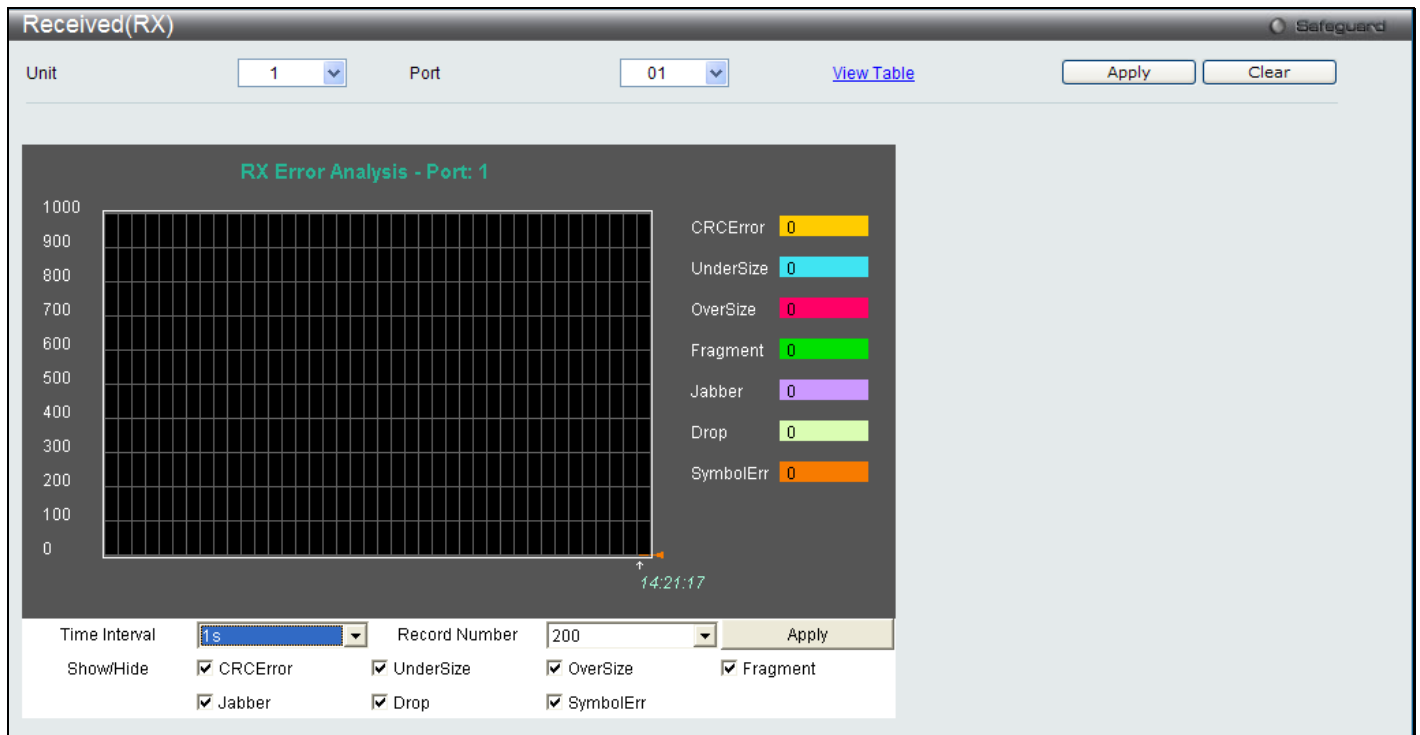 Received(RX)
Safeguard
Unit 1 Port 01 View Table Apply Clear
RX Error Analysis - Port: 1
1000
900
800
700
600
500
400
300
200
100
0
CRCError 0
UnderSize 0
OverSize 0
Fragment 0
Jabber 0
Drop 0
SymbolErr 0
14:21:17
Time Interval 1s Record Number 200 Apply
Show/Hide CRCError UnderSize OverSize Fragment
Jabber Drop SymbolErr